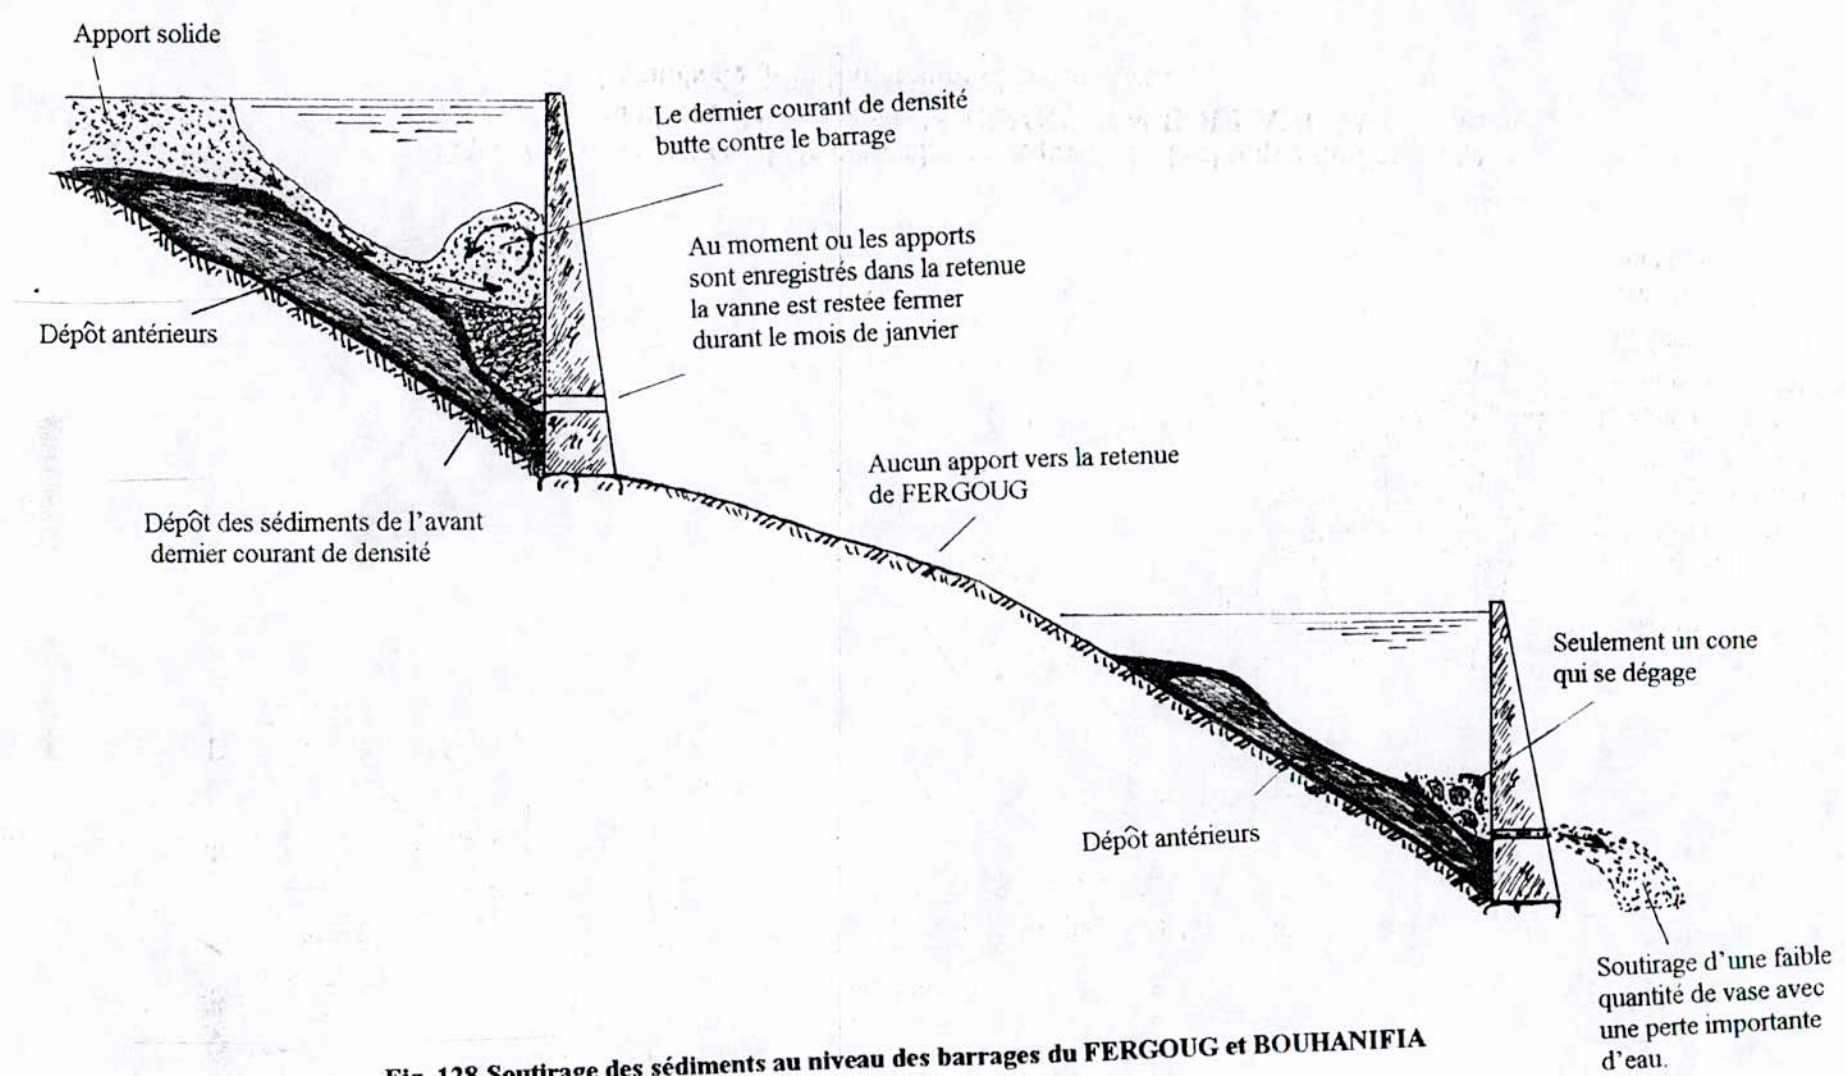 Apport solide
Le dernier courant de densité
butte contre le barrage
Au moment ou les apports
sont enregistrés dans la retenue
la vanne est restée fermer
durant le mois de janvier
Dépôt antérieurs
Dépôt des sédiments de l'avant
dernier courant de densité
Aucun apport vers la retenue
de FERGOUG
Seulement un cone
qui se dégage
Dépôt antérieurs
Soutirage d'une faible
quantité de vase avec
une perte importante
d'eau.
Fig. 128 Soutirage des sédiments au niveau des barrages du FERGOUG et BOUHANIFIA